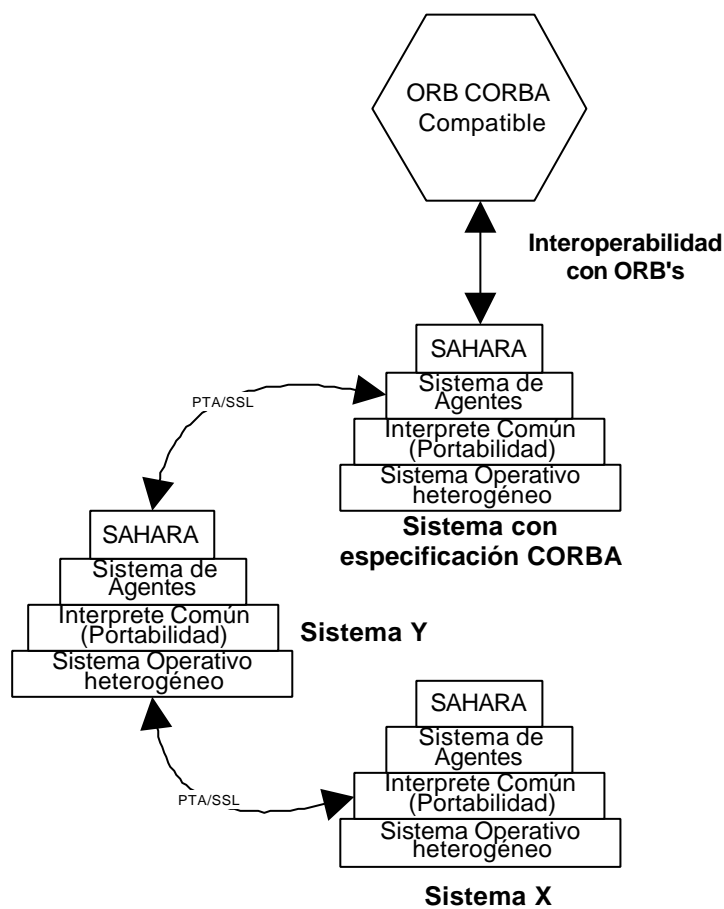 ORB CORBA
Compatible
Interoperabilidad
con ORB's
SAHARA
Sistema de
Agentes
Interprete Común
(Portabilidad)
Sistema Operativo
heterogéneo
Sistema con
especificación CORBA
PTA/SSL
SAHARA
Sistema de
Agentes
Interprete Común
(Portabilidad)
Sistema Operativo
heterogéneo
Sistema Y
PTA/SSL
SAHARA
Sistema de
Agentes
Interprete Común
(Portabilidad)
Sistema Operativo
heterogéneo
Sistema X